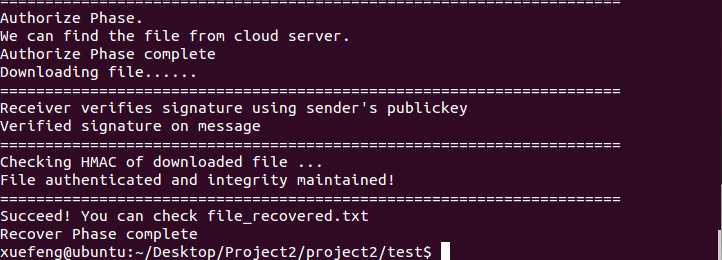 =====================================================================
Authorize Phase.
We can find the file from cloud server.
Authorize Phase complete
Downloading file......
=====================================================================
Receiver verifies signature using sender's publickey
Verified signature on message
=====================================================================
Checking HMAC of downloaded file ...
File authenticated and integrity maintained!
=====================================================================
Succeed! You can check file_recovered.txt
Recover Phase complete
xuefeng@ubuntu:~/Desktop/Project2/project2/test$